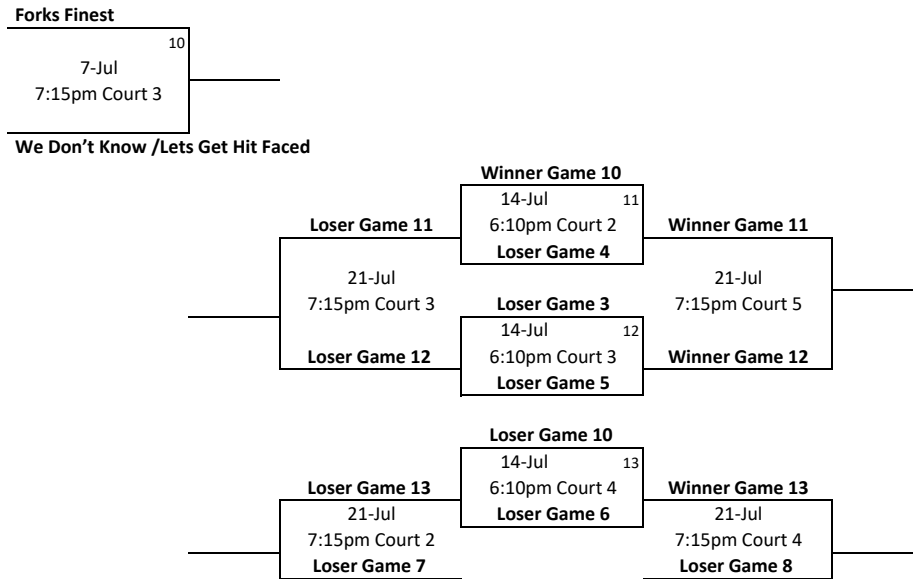 Forks Finest
10
7-Jul
7:15pm Court 3
We Don’t Know /Lets Get Hit Faced
Winner Game 10
14-Jul 11
Loser Game 11 6:10pm Court 2 Winner Game 11
Loser Game 4
21-Jul 21-Jul
7:15pm Court 3 Loser Game 3 7:15pm Court 5
14-Jul 12
Loser Game 12 6:10pm Court 3 Winner Game 12
Loser Game 5
Loser Game 10
14-Jul 13
Loser Game 13 6:10pm Court 4 Winner Game 13
21-Jul Loser Game 6 21-Jul
7:15pm Court 2 7:15pm Court 4
Loser Game 7 Loser Game 8